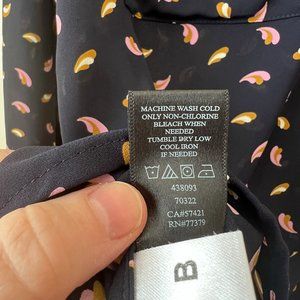 MACHINE WASH COLD
ONLY NON-CHLORINE
BLEACH WHEN
NEEDED
TUMBLE DRY LOW
COOL IRON
IF NEEDED
438093
70322
CA#57421
RN#77379
B